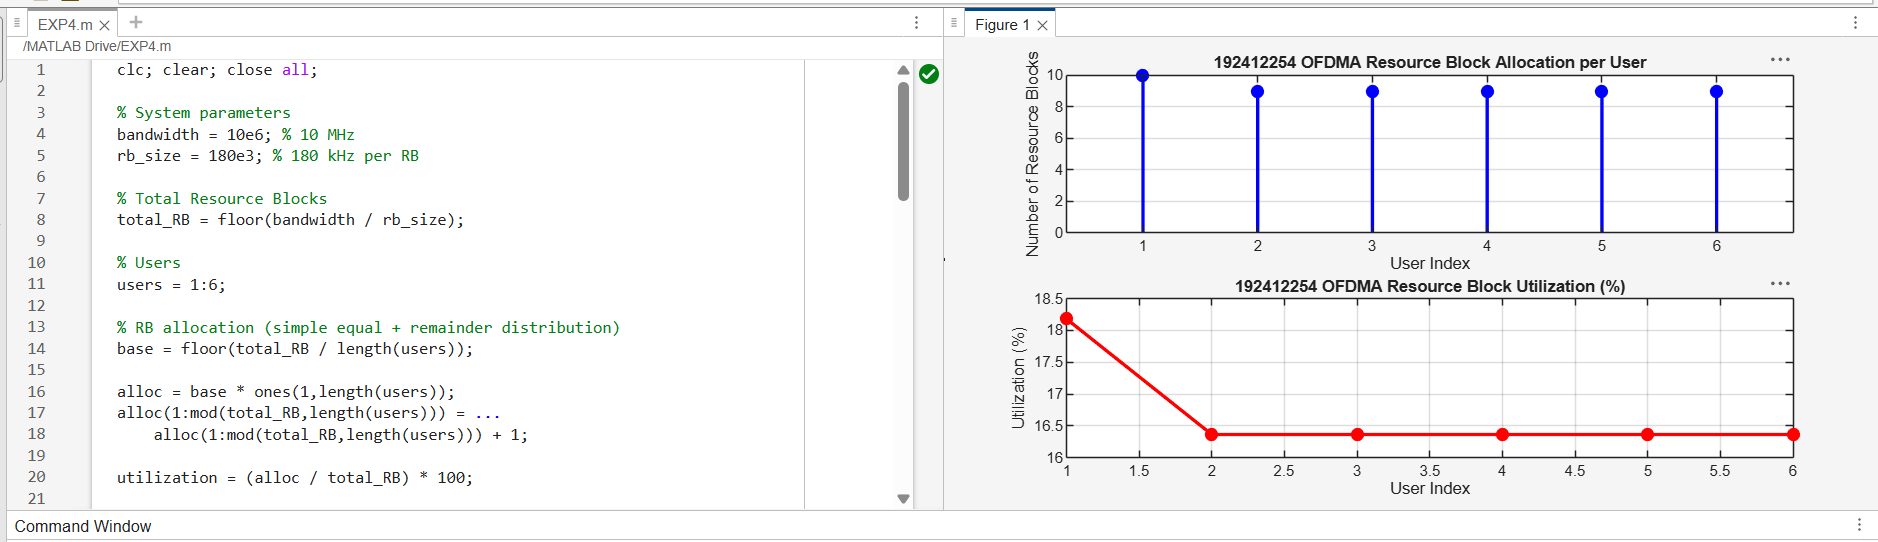 EXP4.m
/MATLAB Drive/EXP4.m
1 clc; clear; close all;
2
3 % System parameters
4 bandwidth = 10e6; % 10 MHz
5 rb_size = 180e3; % 180 kHz per RB
6
7 % Total Resource Blocks
8 total_RB = floor(bandwidth / rb_size);
9
10 % Users
11 users = 1:6;
12
13 % RB allocation (simple equal + remainder distribution)
14 base = floor(total_RB / length(users));
15
16 alloc = base * ones(1,length(users));
17 alloc(1:mod(total_RB,length(users))) = ...
18 alloc(1:mod(total_RB,length(users))) + 1;
19
20 utilization = (alloc / total_RB) * 100;
21
Figure 1
192412254 OFDMA Resource Block Allocation per User
Number of Resource Blocks
10
8
6
4
2
0
1 2 3 4 5 6
User Index
192412254 OFDMA Resource Block Utilization (%)
Utilization (%)
18.5
18
17.5
17
16.5
16
1 1.5 2 2.5 3 3.5 4 4.5 5 5.5 6
User Index
Command Window